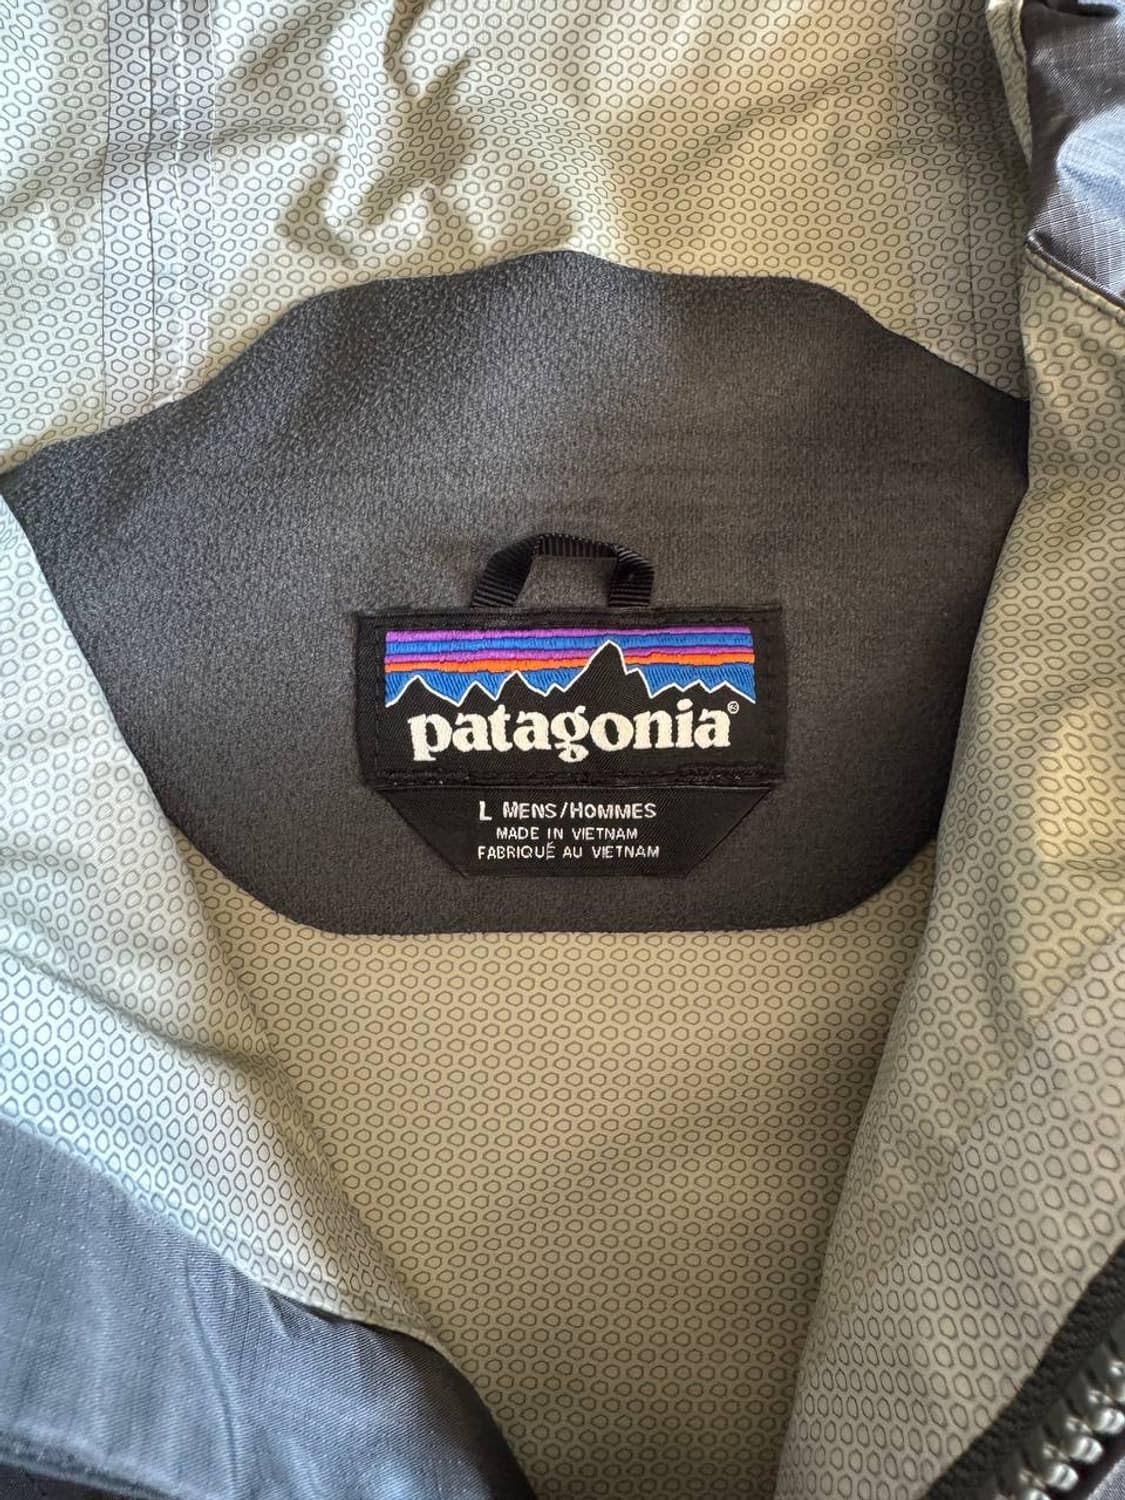 patagonia®
L MENS/HOMMES
MADE IN VIETNAM
FABRIQUÉ AU VIETNAM